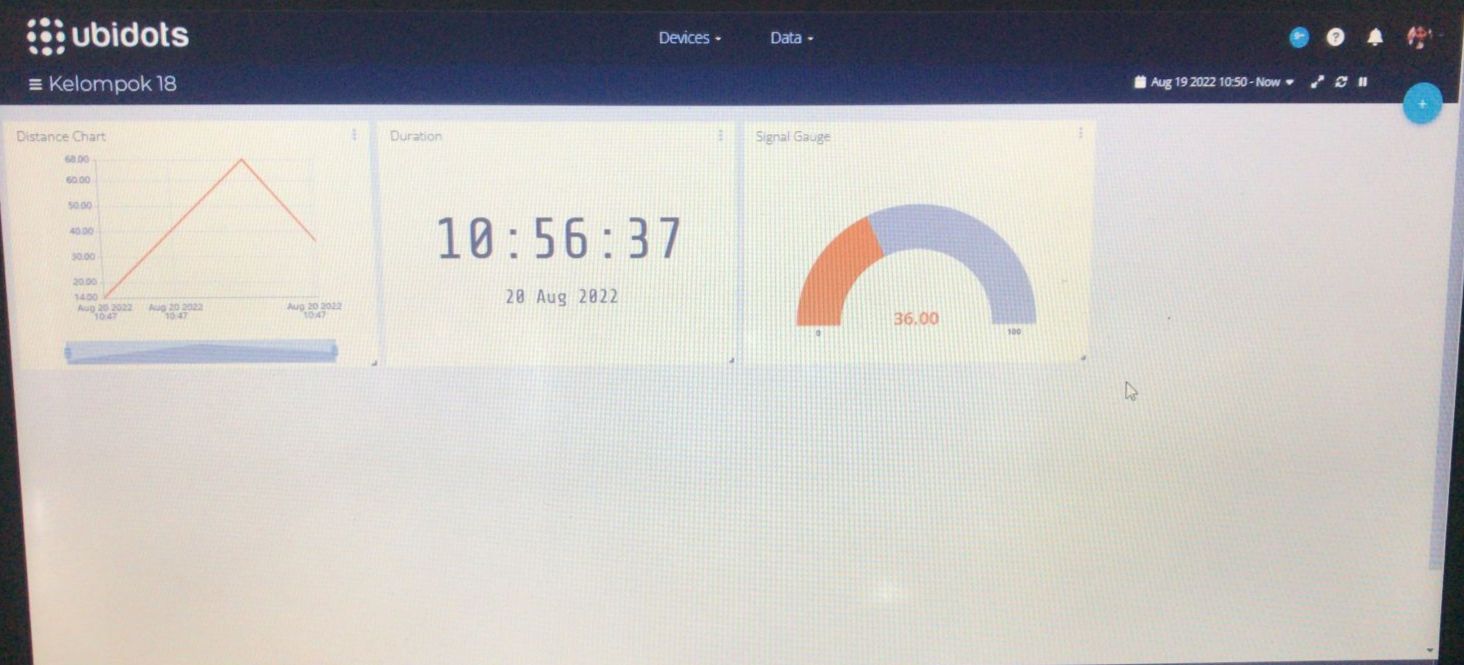 ubidots
Devices
Data
?
Kelompok 18
Aug 19 2022 10:50 - Now
+
Distance Chart
68.00
60.00
50.00
40.00
30.00
20.00
14.00
Aug 20 2022
10:47
Aug 20 2022
10:47
Aug 20 2022
10:47
Duration
10:56:37
20 Aug 2022
Signal Gauge
36.00
0
100